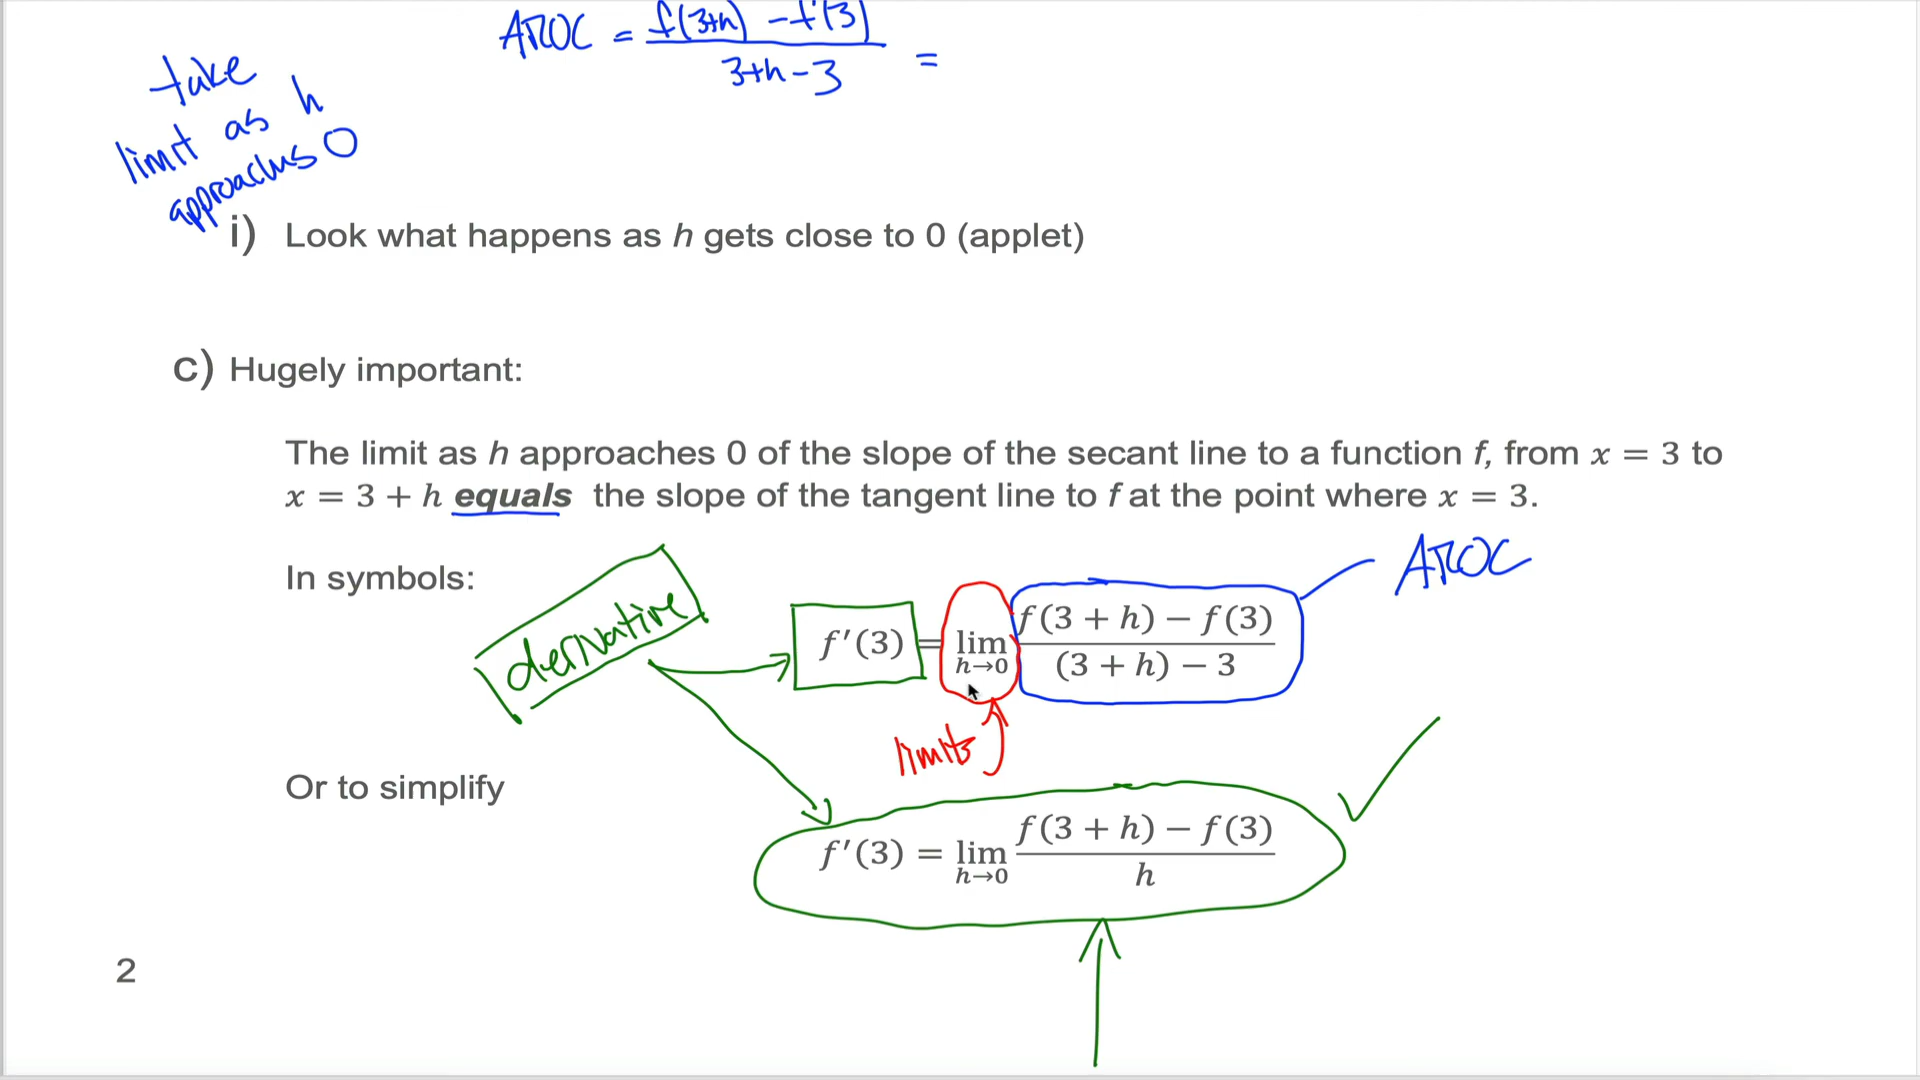 AROC = f(3+h) - f(3) / 3+h-3 =
take
limit as h
approaches 0
i) Look what happens as h gets close to 0 (applet)
c) Hugely important:
The limit as h approaches 0 of the slope of the secant line to a function f, from x = 3 to
x = 3 + h equals the slope of the tangent line to f at the point where x = 3.
AROC
In symbols:
derivative
f′(3) = lim h→0 f(3 + h) − f(3) / (3 + h) − 3
limits
Or to simplify
f′(3) = lim h→0 f(3 + h) − f(3) / h
2